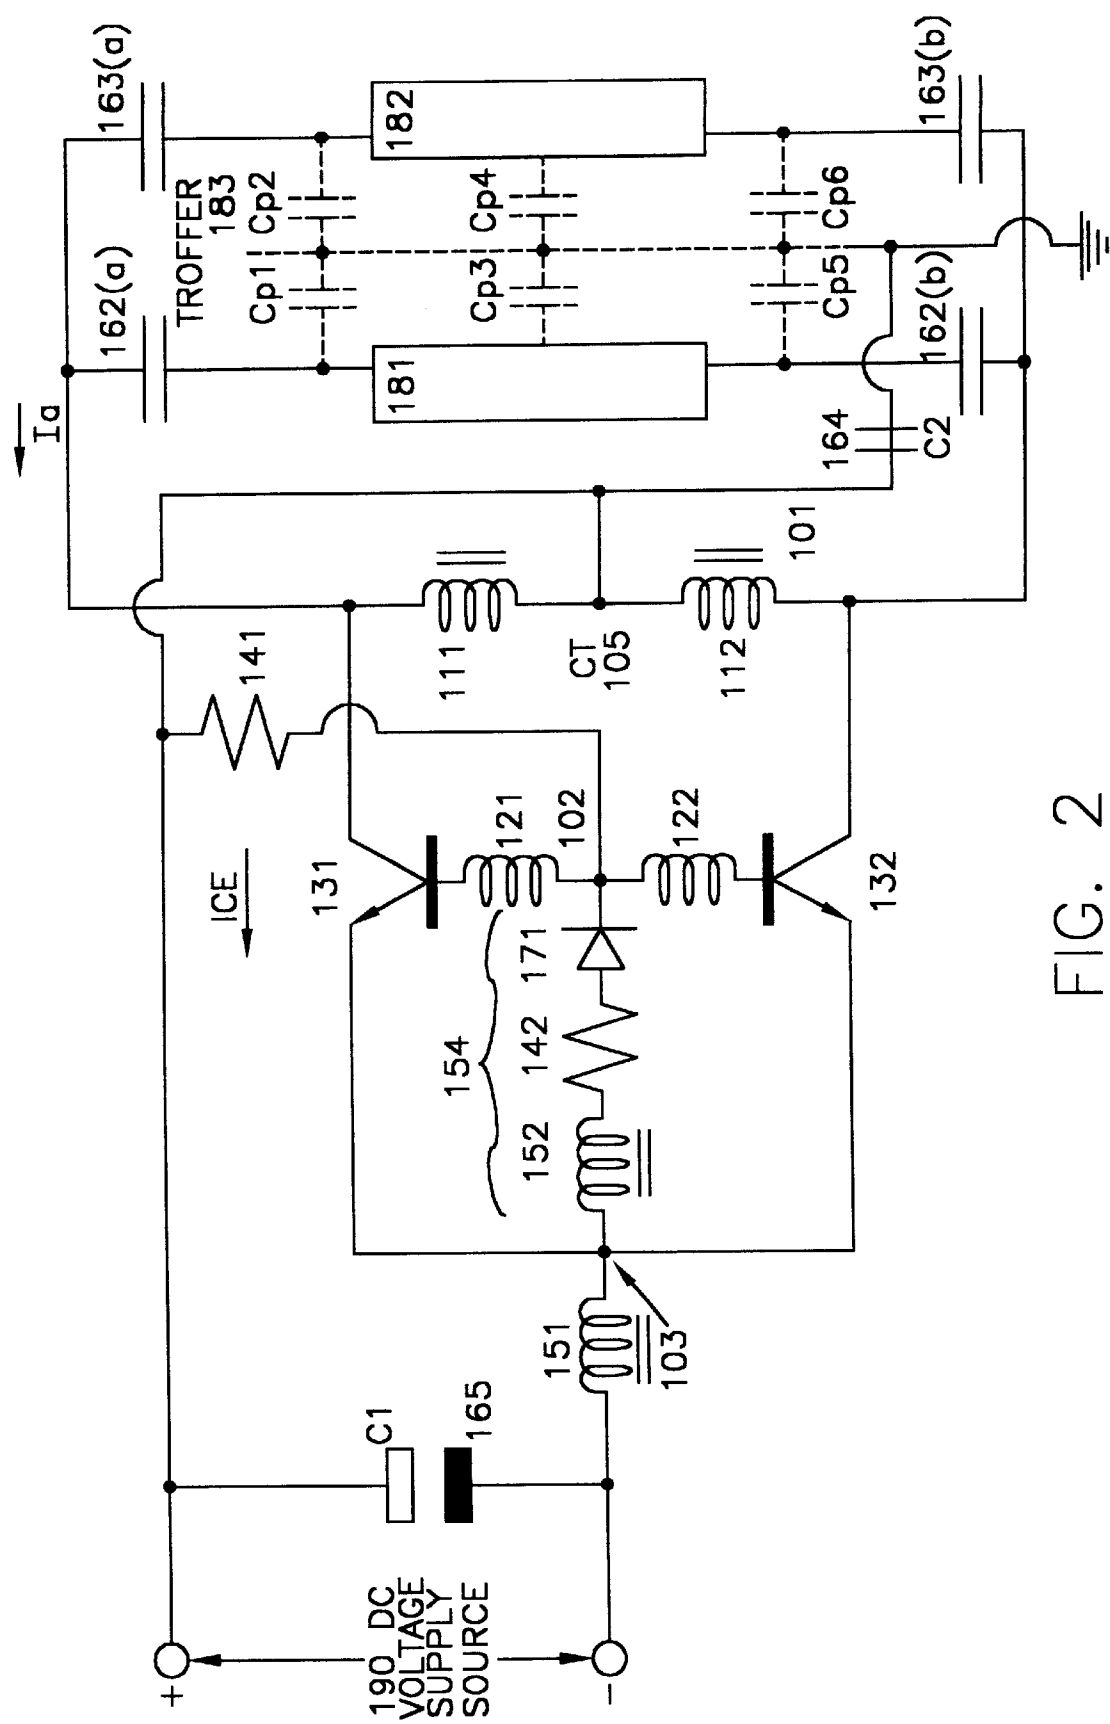 Ia
163(a)
162(a)
TROFFER
183
Cp2
Cp1
182
181
Cp4
Cp3
Cp6
Cp5
163(b)
162(b)
164
C2
141
111
CT
105
112
101
ICE
131
121
102
122
132
154
171
142
152
151
103
C1
165
+
190 DC
VOLTAGE
SUPPLY
SOURCE
-
FIG. 2